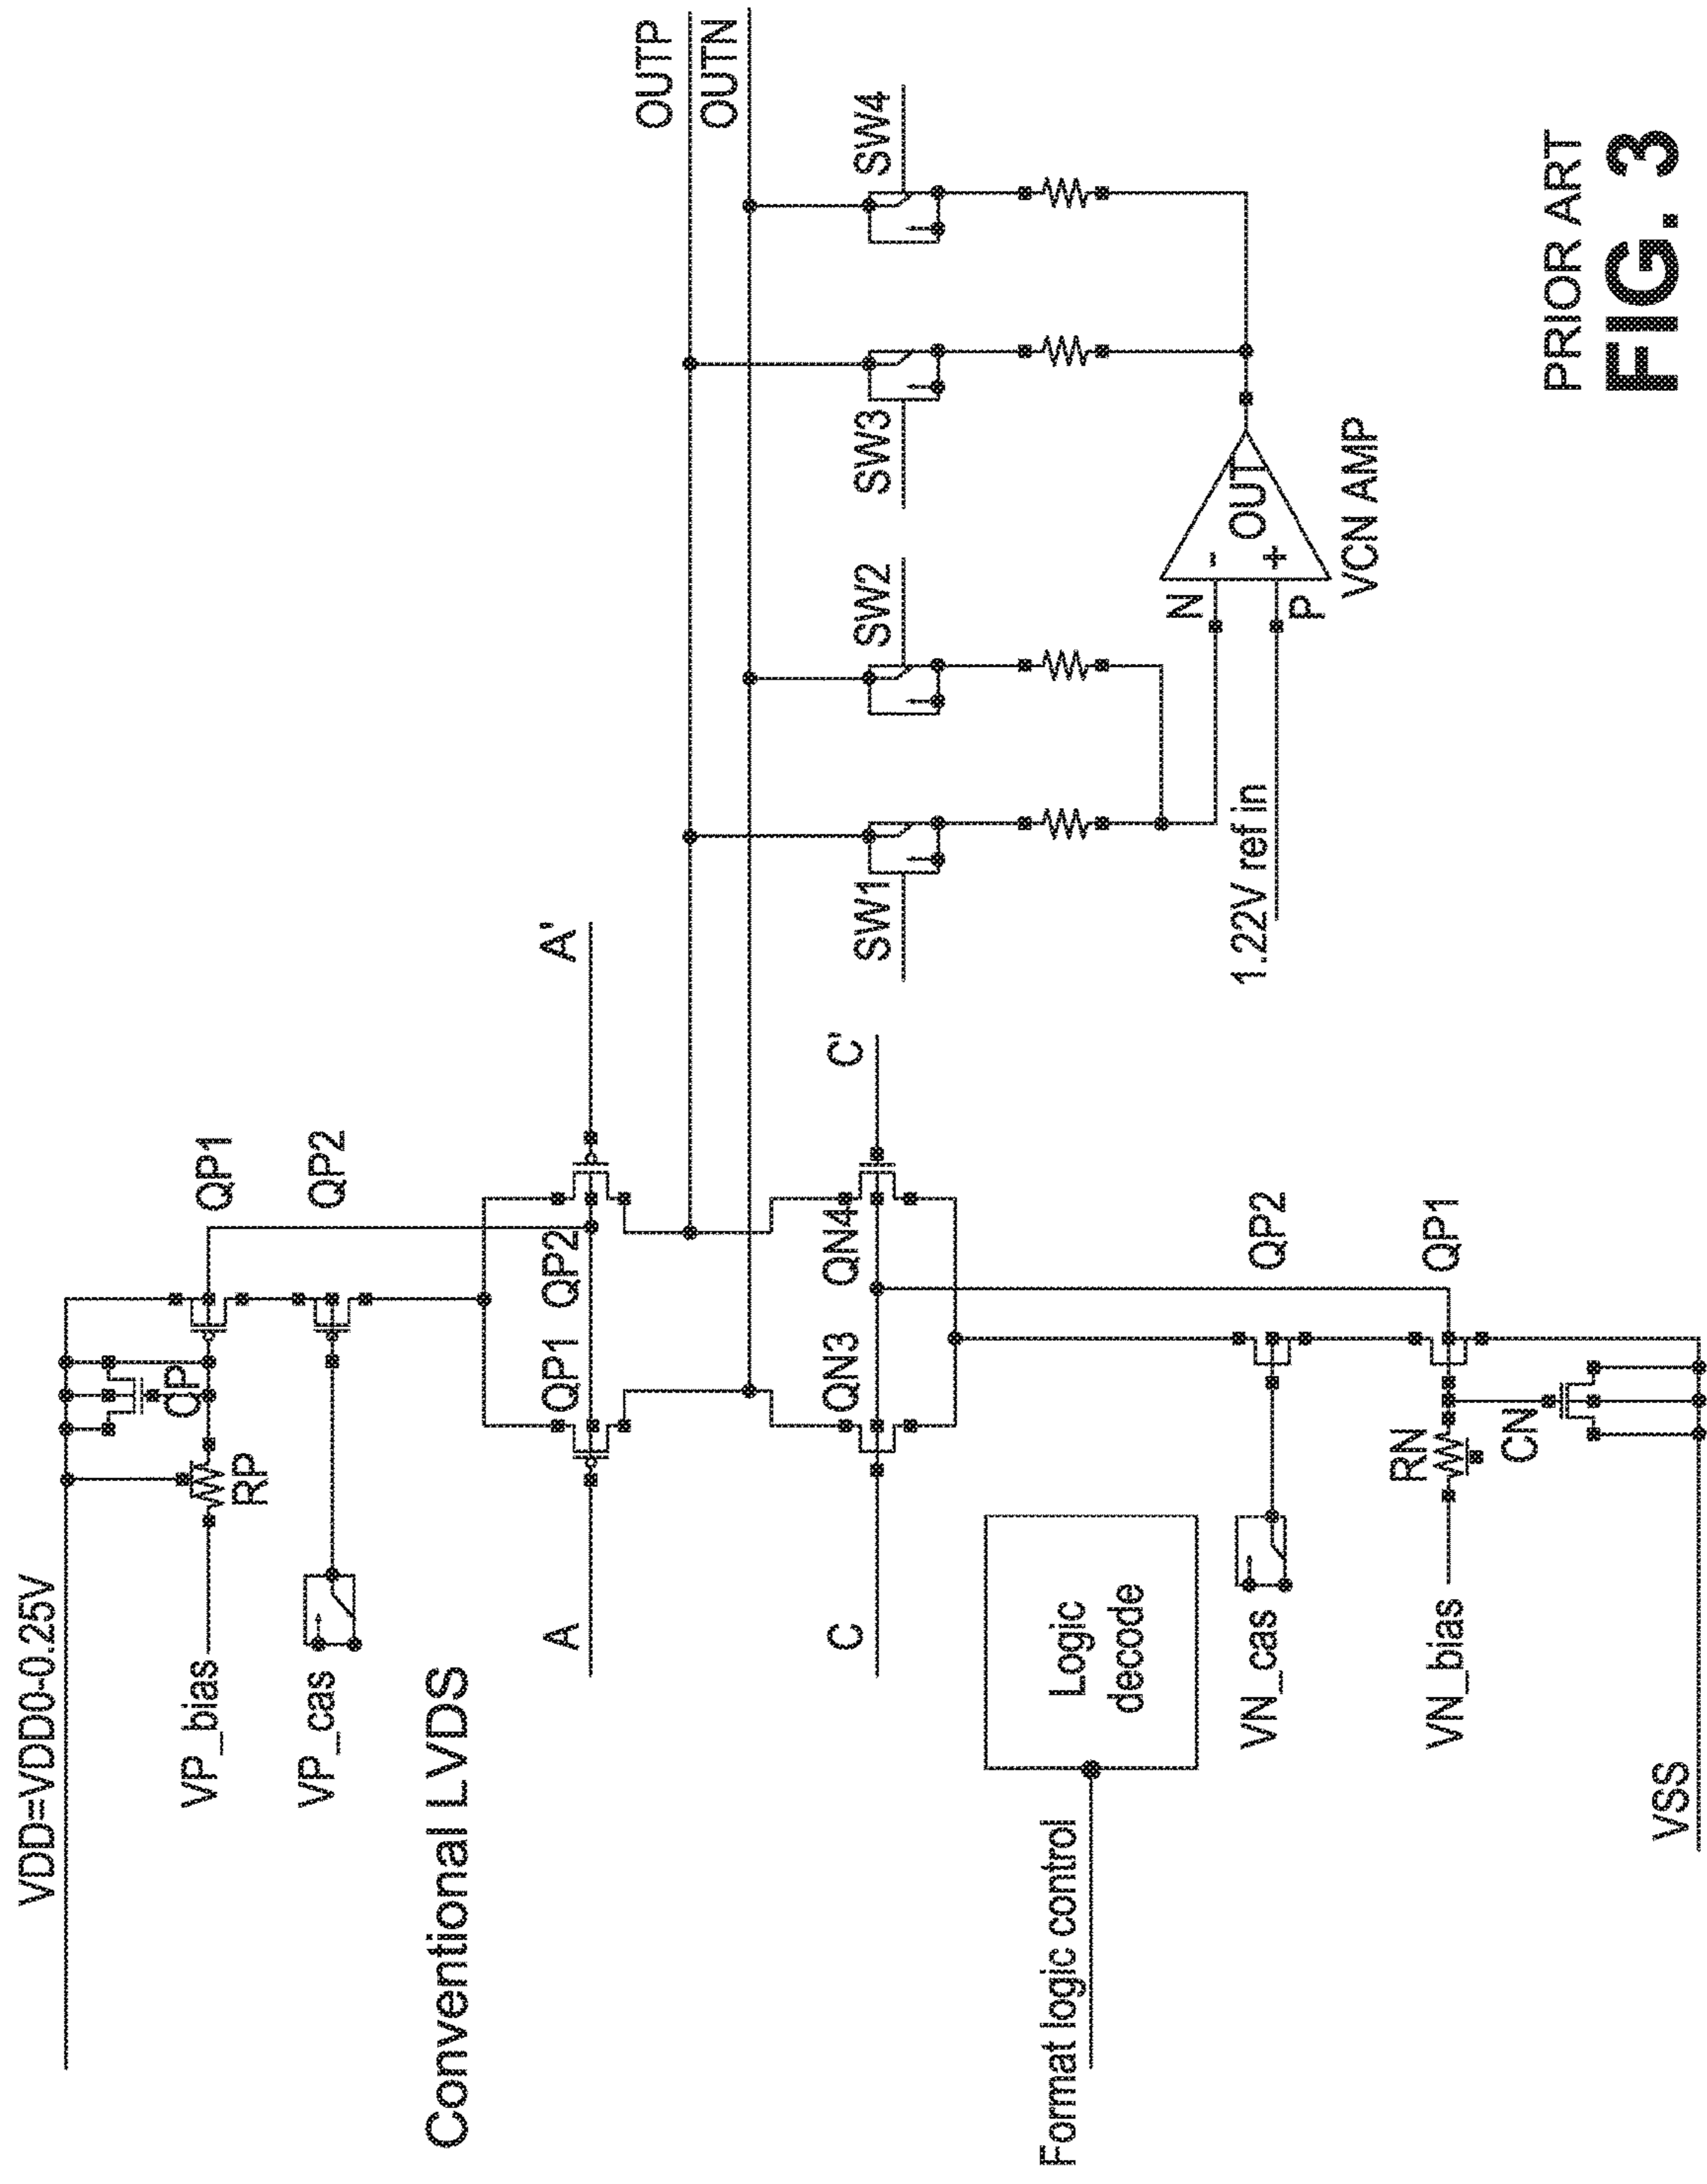 VDD=VDD0-0.25V
VP_bias
RP
CP
QP1
VP_cas
QP2
Conventional LVDS
A
QP1
QP2
A'
OUTP
OUTN
C
QN3
QN4
C'
SW1
SW2
SW3
SW4
Format logic control
Logic
decode
1.22V ref in
N
P
-
+
OUT
VCN AMP
VN_cas
QP2
VN_bias
RN
QP1
CN
VSS
PRIOR ART
FIG. 3